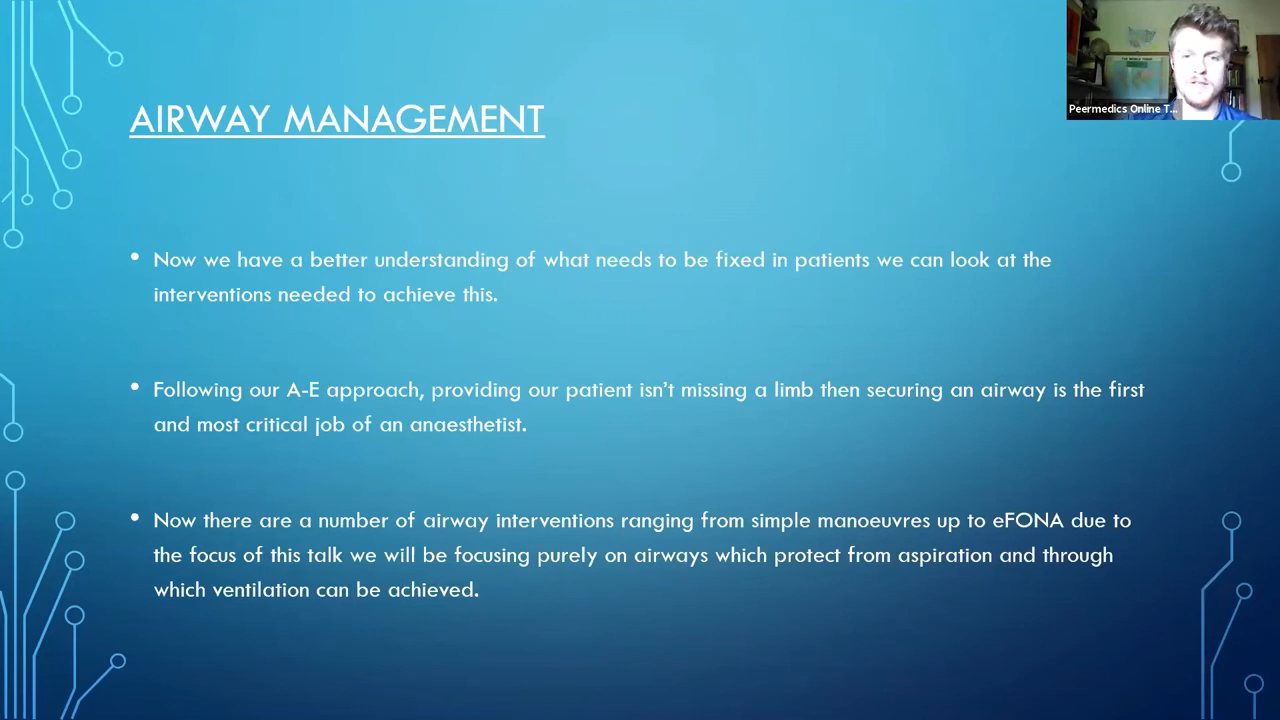 AIRWAY MANAGEMENT
Peermedics Online T...
• Now we have a better understanding of what needs to be fixed in patients we can look at the
interventions needed to achieve this.
• Following our A-E approach, providing our patient isn't missing a limb then securing an airway is the first
and most critical job of an anaesthetist.
• Now there are a number of airway interventions ranging from simple manoeuvres up to eFONA due to
the focus of this talk we will be focusing purely on airways which protect from aspiration and through
which ventilation can be achieved.